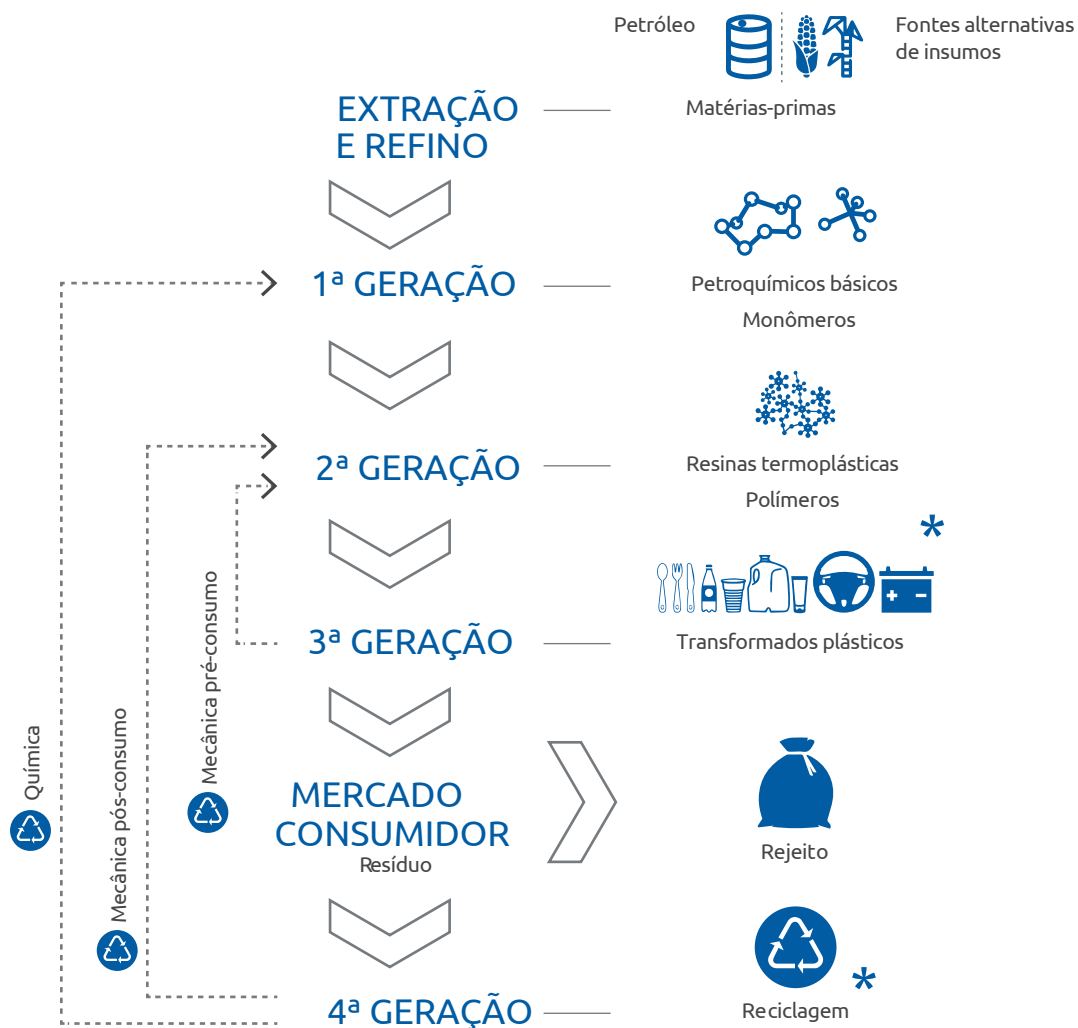 Petróleo
Fontes alternativas
de insumos
EXTRAÇÃO
E REFINO
Matérias-primas
1ª GERAÇÃO
Petroquímicos básicos
Monômeros
2ª GERAÇÃO
Resinas termoplásticas
Polímeros
*
3ª GERAÇÃO
Transformados plásticos
Química
Mecânica pós-consumo
Mecânica pré-consumo
MERCADO
CONSUMIDOR
Resíduo
Rejeito
4ª GERAÇÃO
*
Reciclagem